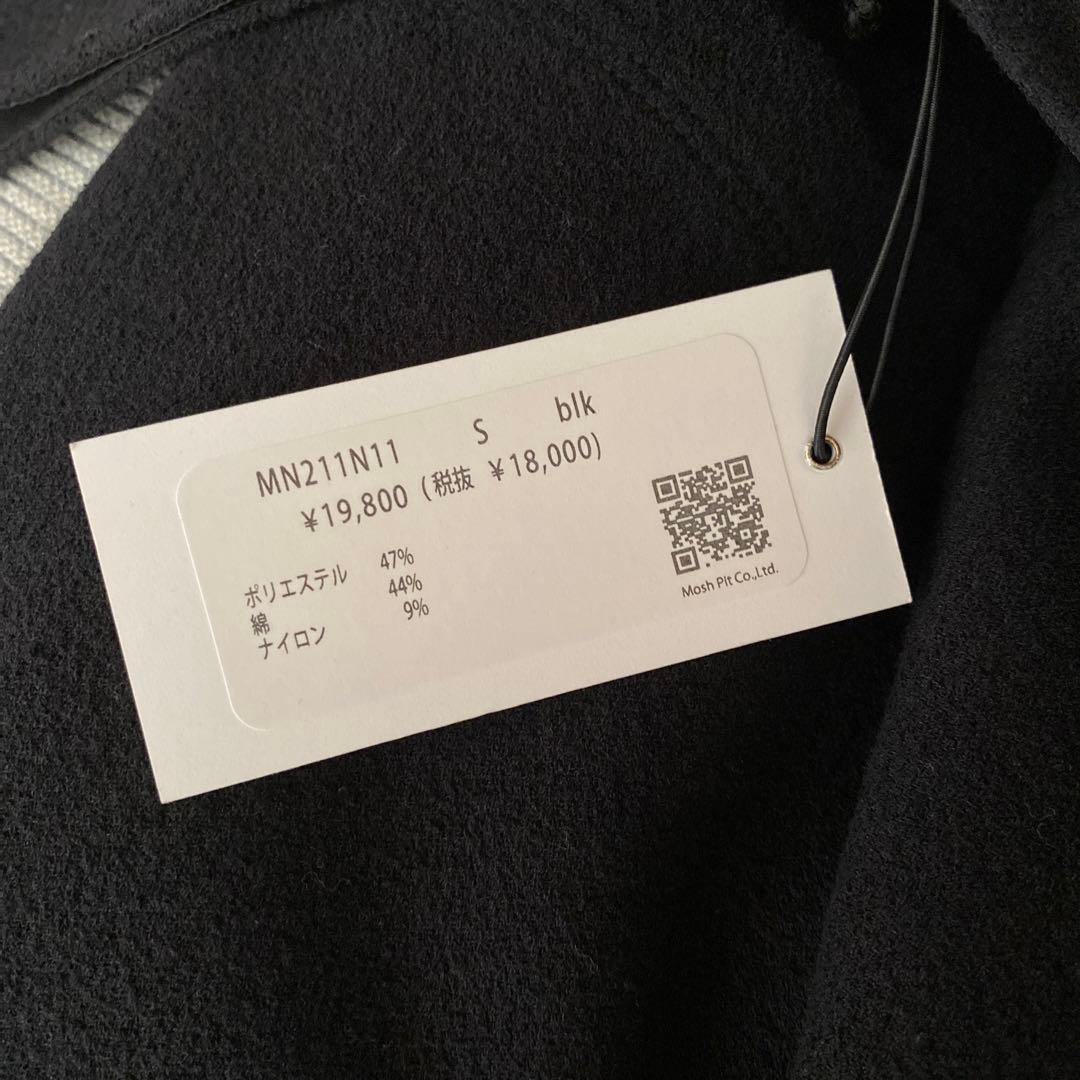 MN211N11 S blk
¥19,800 (税抜 ¥18,000)
ポリエステル 47%
綿 44%
ナイロン 9%
Mosh Pit Co.,Ltd.